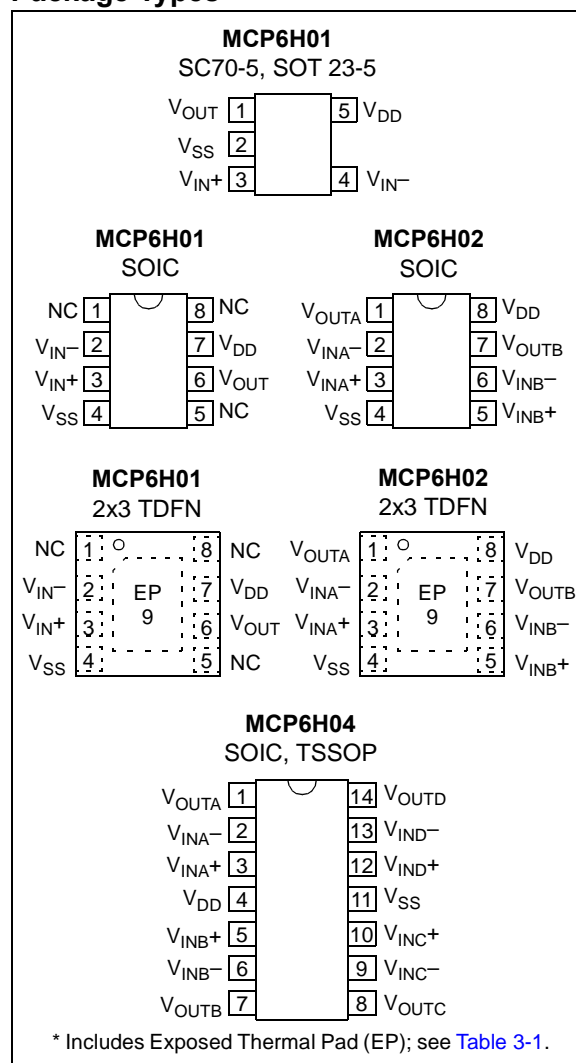 Package Types
MCP6H01
SC70-5, SOT 23-5
VOUT 1 5 VDD
VSS 2
VIN+ 3 4 VIN–
MCP6H01 MCP6H02
SOIC SOIC
NC 1 8 NC VOUTA 1 8 VDD
VIN– 2 7 VDD VINA– 2 7 VOUTB
VIN+ 3 6 VOUT VINA+ 3 6 VINB–
VSS 4 5 NC VSS 4 5 VINB+
MCP6H01 MCP6H02
2x3 TDFN 2x3 TDFN
NC 1 8 NC VOUTA 1 8 VDD
VIN– 2 EP 7 VDD VINA– 2 EP 7 VOUTB
VIN+ 3 9 6 VOUT VINA+ 3 9 6 VINB–
VSS 4 5 NC VSS 4 5 VINB+
MCP6H04
SOIC, TSSOP
VOUTA 1 14 VOUTD
VINA– 2 13 VIND–
VINA+ 3 12 VIND+
VDD 4 11 VSS
VINB+ 5 10 VINC+
VINB– 6 9 VINC–
VOUTB 7 8 VOUTC
* Includes Exposed Thermal Pad (EP); see Table 3-1.